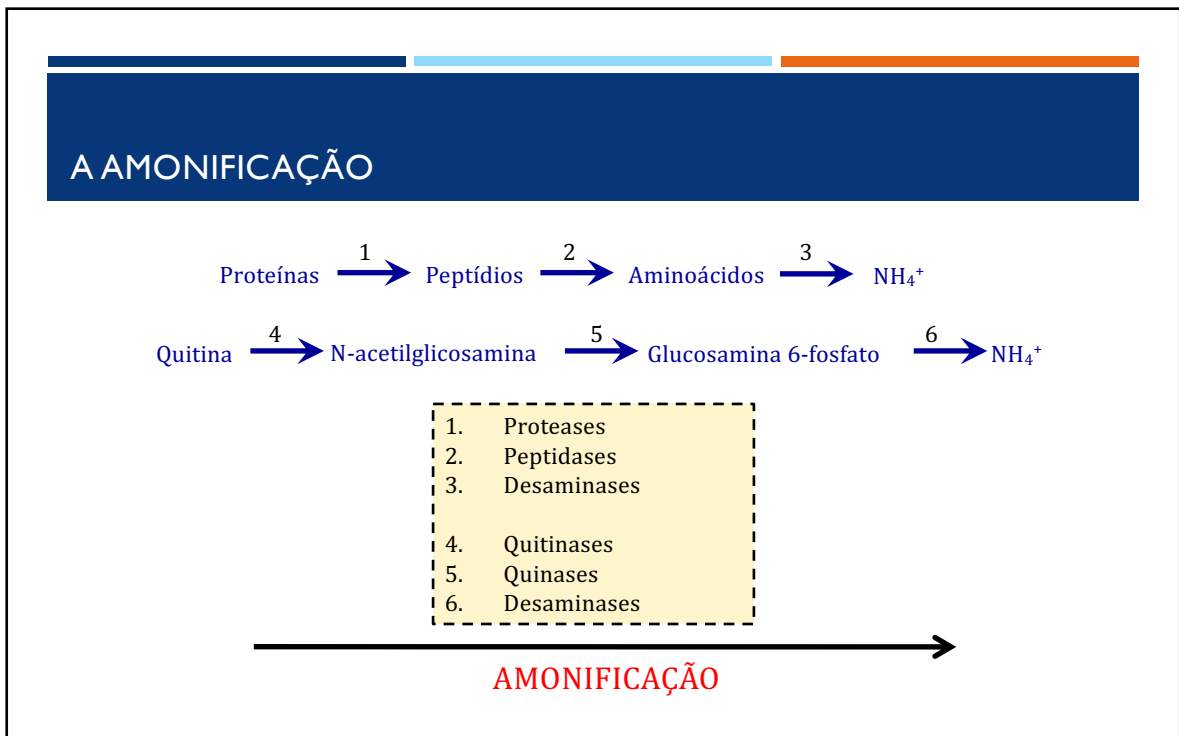 A AMONIFICAÇÃO
1 2 3
Proteínas Peptídios Aminoácidos NH₄⁺
4 5 6
Quitina N-acetilglicosamina Glucosamina 6-fosfato NH₄⁺
1. Proteases
2. Peptidases
3. Desaminases
4. Quitinases
5. Quinases
6. Desaminases
AMONIFICAÇÃO